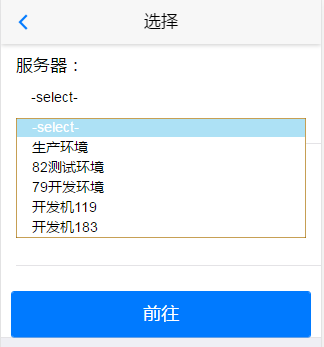 选择
服务器：
-select-
-select-
生产环境
82测试环境
79开发环境
开发机119
开发机183
前往